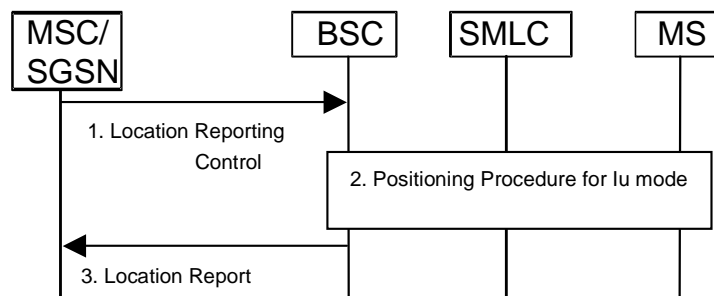 MSC/
SGSN
BSC
SMLC
MS
1. Location Reporting
Control
2. Positioning Procedure for Iu mode
3. Location Report